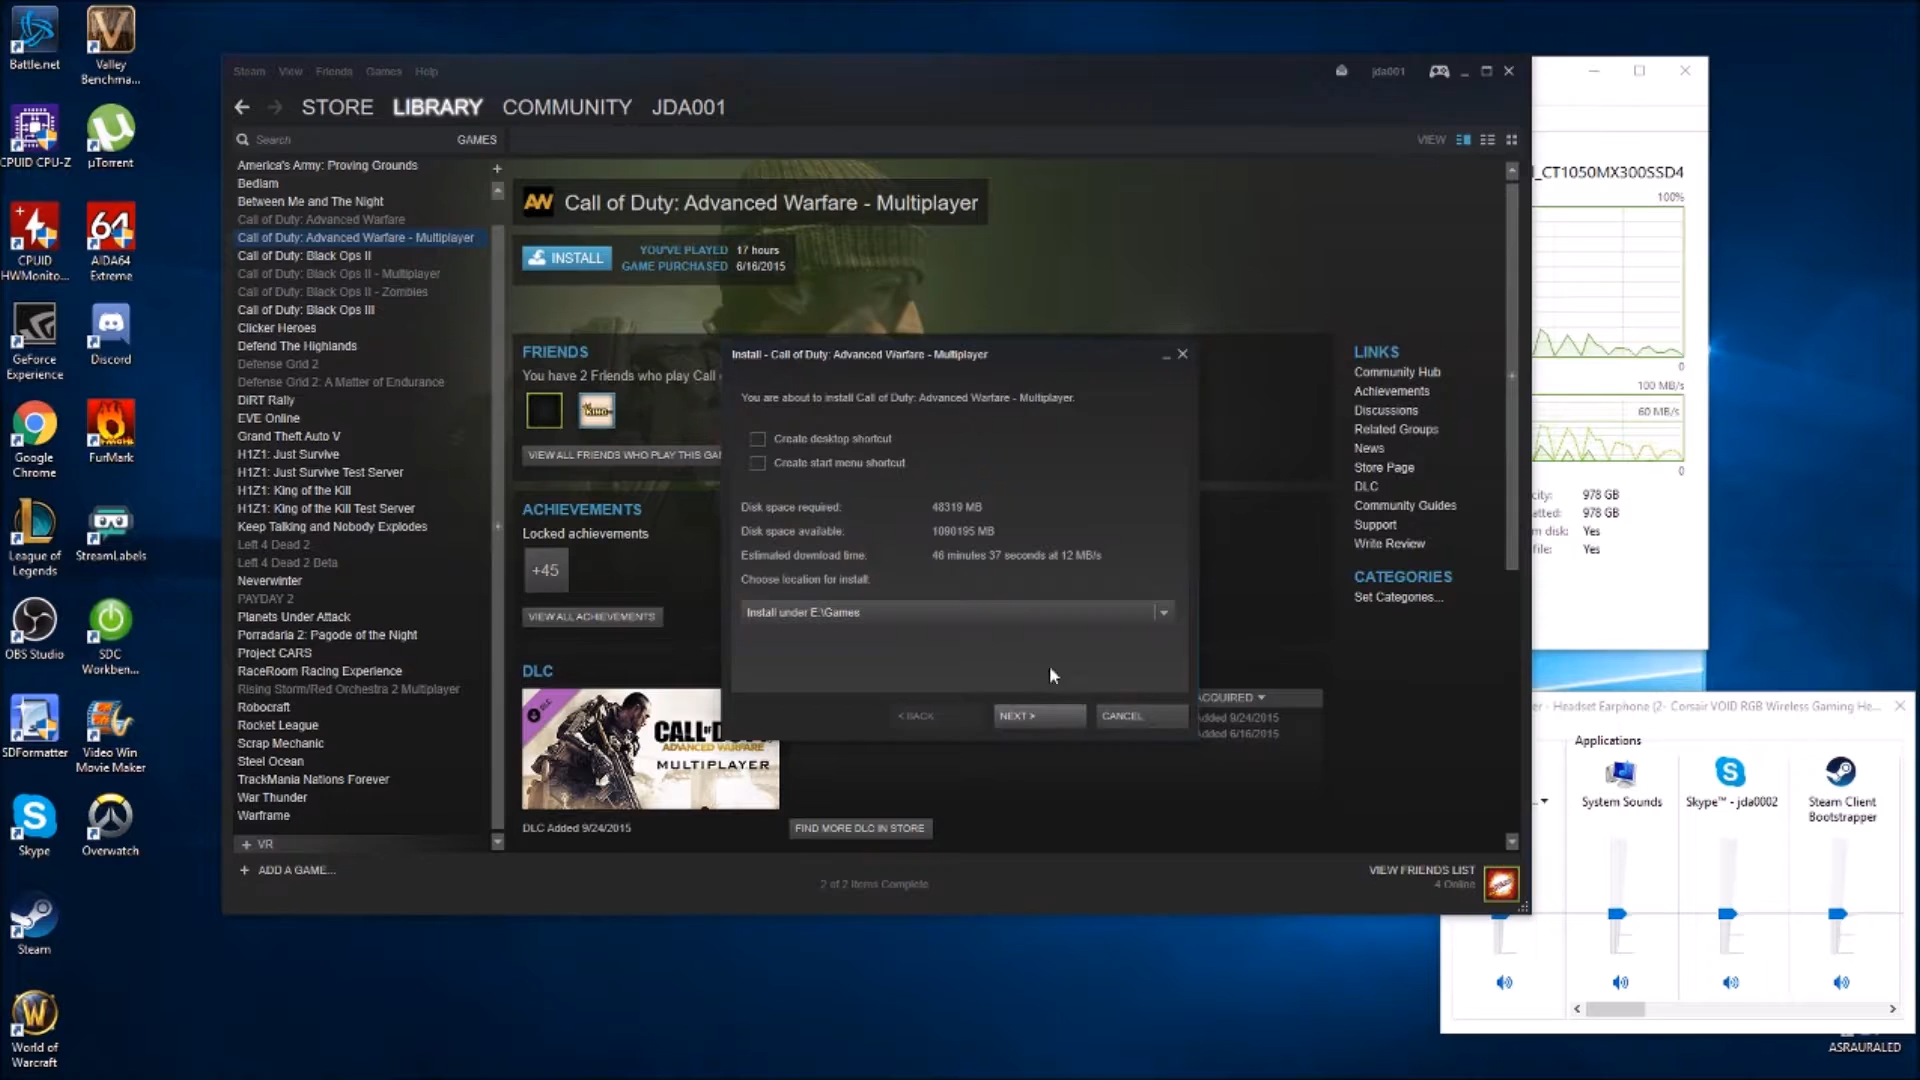 Battle.net
Valley
Benchma...
CPUID CPU-Z
µTorrent
CPUID
HWMonito...
64
AIDA64
Extreme
GeForce
Experience
Discord
Google
Chrome
FurMark
League of
Legends
StreamLabels
OBS Studio
SDC
Workben...
SDFormatter
Video Win
Movie Maker
Skype
Overwatch
Steam
World of
Warcraft
Steam View Friends Games Help
jda001
STORE LIBRARY COMMUNITY JDA001
Search
GAMES
VIEW
America's Army: Proving Grounds
Bedlam
Between Me and The Night
Call of Duty: Advanced Warfare
Call of Duty: Advanced Warfare - Multiplayer
Call of Duty: Black Ops II
Call of Duty: Black Ops II - Multiplayer
Call of Duty: Black Ops II - Zombies
Call of Duty: Black Ops III
Clicker Heroes
Defend The Highlands
Defense Grid 2
Defense Grid 2: A Matter of Endurance
DiRT Rally
EVE Online
Grand Theft Auto V
H1Z1: Just Survive
H1Z1: Just Survive Test Server
H1Z1: King of the Kill
H1Z1: King of the Kill Test Server
Keep Talking and Nobody Explodes
Left 4 Dead 2
Left 4 Dead 2 Beta
Neverwinter
PAYDAY 2
Planets Under Attack
Porradaria 2: Pagode of the Night
Project CARS
RaceRoom Racing Experience
Rising Storm/Red Orchestra 2 Multiplayer
Robocraft
Rocket League
Scrap Mechanic
Steel Ocean
TrackMania Nations Forever
War Thunder
Warframe
+ VR
+ ADD A GAME...
AW Call of Duty: Advanced Warfare - Multiplayer
INSTALL
YOU'VE PLAYED 17 hours
GAME PURCHASED 6/16/2015
FRIENDS
You have 2 Friends who play Call
VIEW ALL FRIENDS WHO PLAY THIS GA
ACHIEVEMENTS
Locked achievements
+45
VIEW ALL ACHIEVEMENTS
DLC
DLC
CALL OF DU
ADVANCED WARFARE
MULTIPLAYER
DLC Added 9/24/2015
FIND MORE DLC IN STORE
ACQUIRED
Added 9/24/2015
Added 6/16/2015
Install - Call of Duty: Advanced Warfare - Multiplayer
You are about to install Call of Duty: Advanced Warfare - Multiplayer.
Create desktop shortcut
Create start menu shortcut
Disk space required: 48319 MB
Disk space available: 1090195 MB
Estimated download time: 46 minutes 37 seconds at 12 MB/s
Choose location for install:
Install under E:\Games
< BACK
NEXT >
CANCEL
LINKS
Community Hub
Achievements
Discussions
Related Groups
News
Store Page
DLC
Community Guides
Support
Write Review
CATEGORIES
Set Categories...
2 of 2 Items Complete
VIEW FRIENDS LIST
4 Online
_CT1050MX300SSD4
100%
0
100 MB/s
60 MB/s
0
city: 978 GB
atted: 978 GB
m disk: Yes
file: Yes
er - Headset Earphone (2- Corsair VOID RGB Wireless Gaming He...
Applications
System Sounds
Skype™ - jda0002
Steam Client
Bootstrapper
ASRAURALED